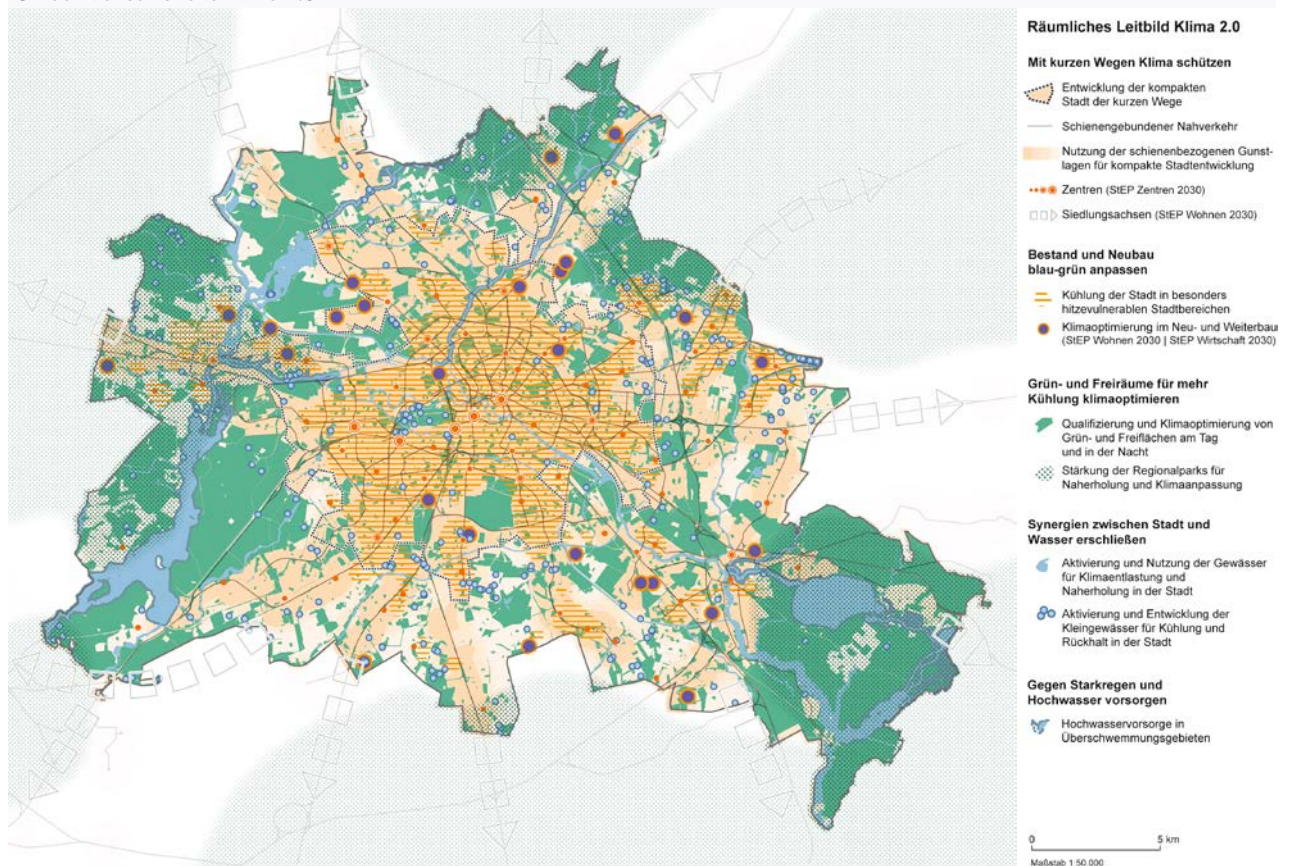 Räumliches Leitbild Klima 2.0
Mit kurzen Wegen Klima schützen
Entwicklung der kompakten
Stadt der kurzen Wege
Schienengebundener Nahverkehr
Nutzung der schienenbezogenen Gunst-
lagen für kompakte Stadtentwicklung
Zentren (StEP Zentren 2030)
Siedlungsachsen (StEP Wohnen 2030)
Bestand und Neubau
blau-grün anpassen
Kühlung der Stadt in besonders
hitzevulnerablen Stadtbereichen
Klimaoptimierung im Neu- und Weiterbau
(StEP Wohnen 2030 | StEP Wirtschaft 2030)
Grün- und Freiräume für mehr
Kühlung klimaoptimieren
Qualifizierung und Klimaoptimierung von
Grün- und Freiflächen am Tag
und in der Nacht
Stärkung der Regionalparks für
Naherholung und Klimaanpassung
Synergien zwischen Stadt und
Wasser erschließen
Aktivierung und Nutzung der Gewässer
für Klimaentlastung und
Naherholung in der Stadt
Aktivierung und Entwicklung der
Kleingewässer für Kühlung und
Rückhalt in der Stadt
Gegen Starkregen und
Hochwasser vorsorgen
Hochwasservorsorge in
Überschwemmungsgebieten
0 5 km
Maßstab 1:50.000